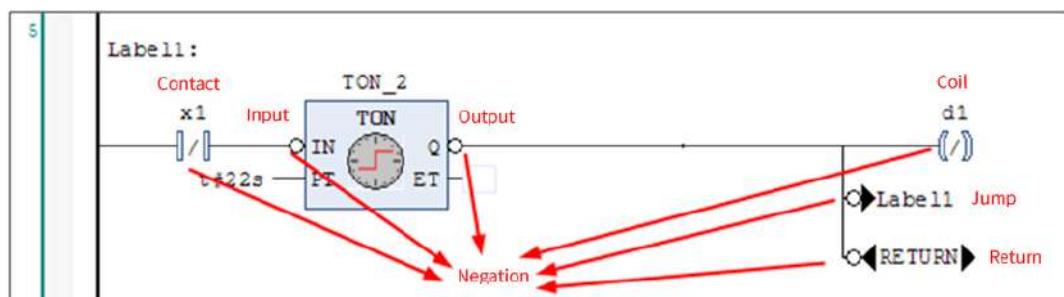 5
Label1:
Contact
TON_2
Coil
x1
Input
TON
Output
d1
IN
Q
t#22s
PT
ET
Label1
Jump
RETURN
Return
Negation